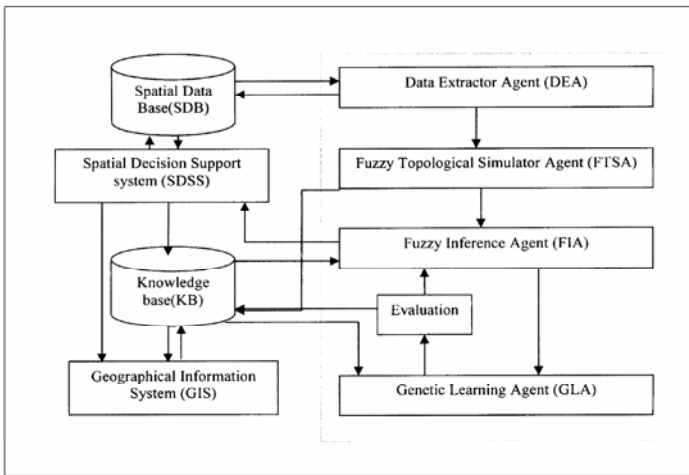 Spatial Data
Base(SDB)
Data Extractor Agent (DEA)
Spatial Decision Support
system (SDSS)
Fuzzy Topological Simulator Agent (FTSA)
Fuzzy Inference Agent (FIA)
Knowledge
base(KB)
Evaluation
Geographical Information
System (GIS)
Genetic Learning Agent (GLA)